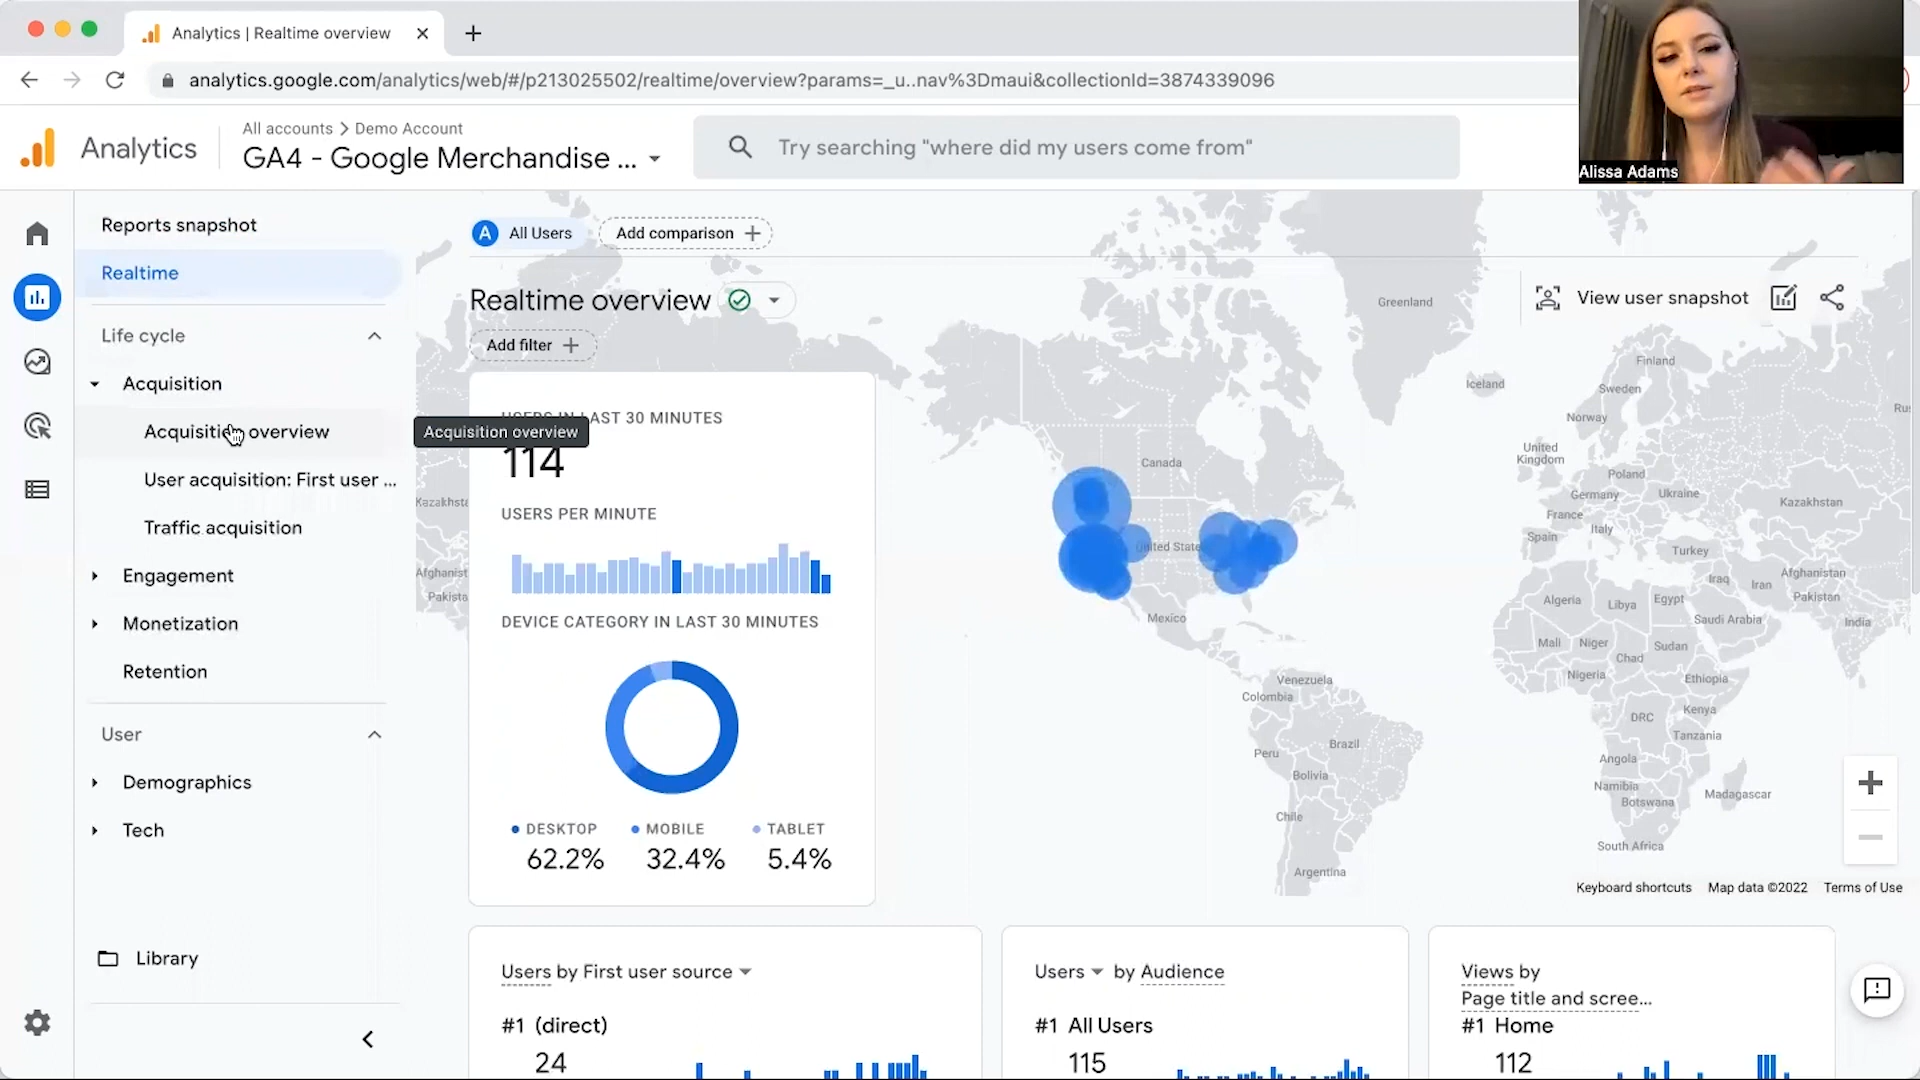 Analytics | Realtime overview
analytics.google.com/analytics/web/#/p213025502/realtime/overview?params=_u..nav%3Dmaui&collectionId=3874339096
Alissa Adams
Analytics
All accounts > Demo Account
GA4 - Google Merchandise ...
Try searching "where did my users come from"
Reports snapshot
Realtime
Life cycle
Acquisition
Acquisition overview
User acquisition: First user ...
Traffic acquisition
Engagement
Monetization
Retention
User
Demographics
Tech
Library
A All Users
Add comparison +
Realtime overview
Add filter +
View user snapshot
Acquisition overview
USERS IN LAST 30 MINUTES
114
USERS PER MINUTE
DEVICE CATEGORY IN LAST 30 MINUTES
DESKTOP MOBILE TABLET
62.2% 32.4% 5.4%
Greenland
Iceland
Finland
Sweden
Norway
Rus
United
Kingdom
Poland
Germany
Ukraine
Kazakhstan
France
Italy
Spain
Turkey
Iraq
Iran
Afghanistan
Pakistan
Algeria
Libya
Egypt
Saudi Arabia
India
Mali
Niger
Chad
Sudan
Nigeria
Ethiopia
DRC
Kenya
Tanzania
Angola
Namibia
Botswana
Madagascar
South Africa
Canada
United State
Mexico
Venezuela
Colombia
Peru
Brazil
Bolivia
Chile
Argentina
Kazakhsta
Afghanist
Pakista
Keyboard shortcuts Map data ©2022 Terms of Use
Users by First user source
#1 (direct)
24
Users by Audience
#1 All Users
115
Views by
Page title and scree...
#1 Home
112